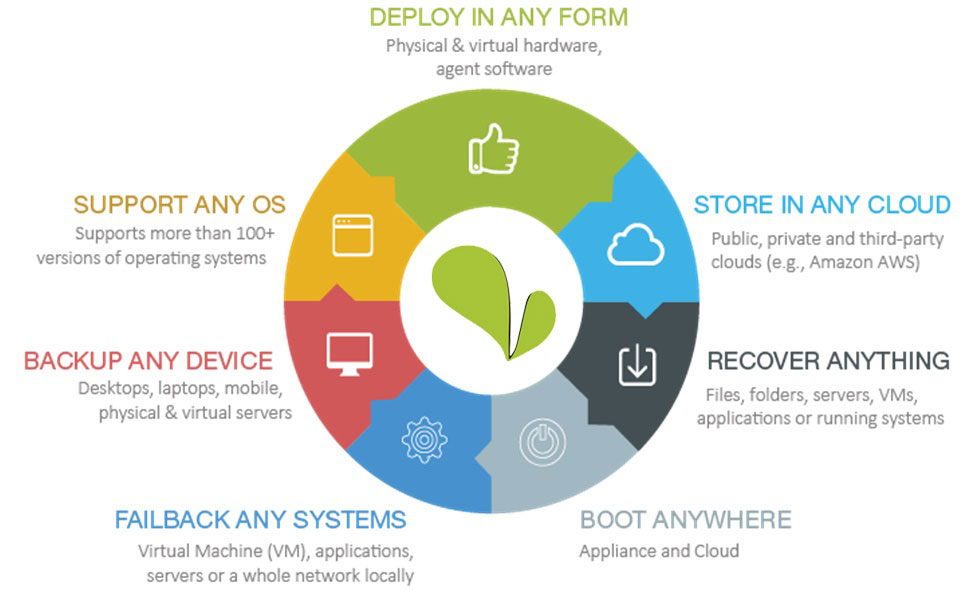 DEPLOY IN ANY FORM
Physical & virtual hardware,
agent software
STORE IN ANY CLOUD
Public, private and third-party
clouds (e.g., Amazon AWS)
RECOVER ANYTHING
Files, folders, servers, VMs,
applications or running systems
BOOT ANYWHERE
Appliance and Cloud
FAILBACK ANY SYSTEMS
Virtual Machine (VM), applications,
servers or a whole network locally
BACKUP ANY DEVICE
Desktops, laptops, mobile,
physical & virtual servers
SUPPORT ANY OS
Supports more than 100+
versions of operating systems